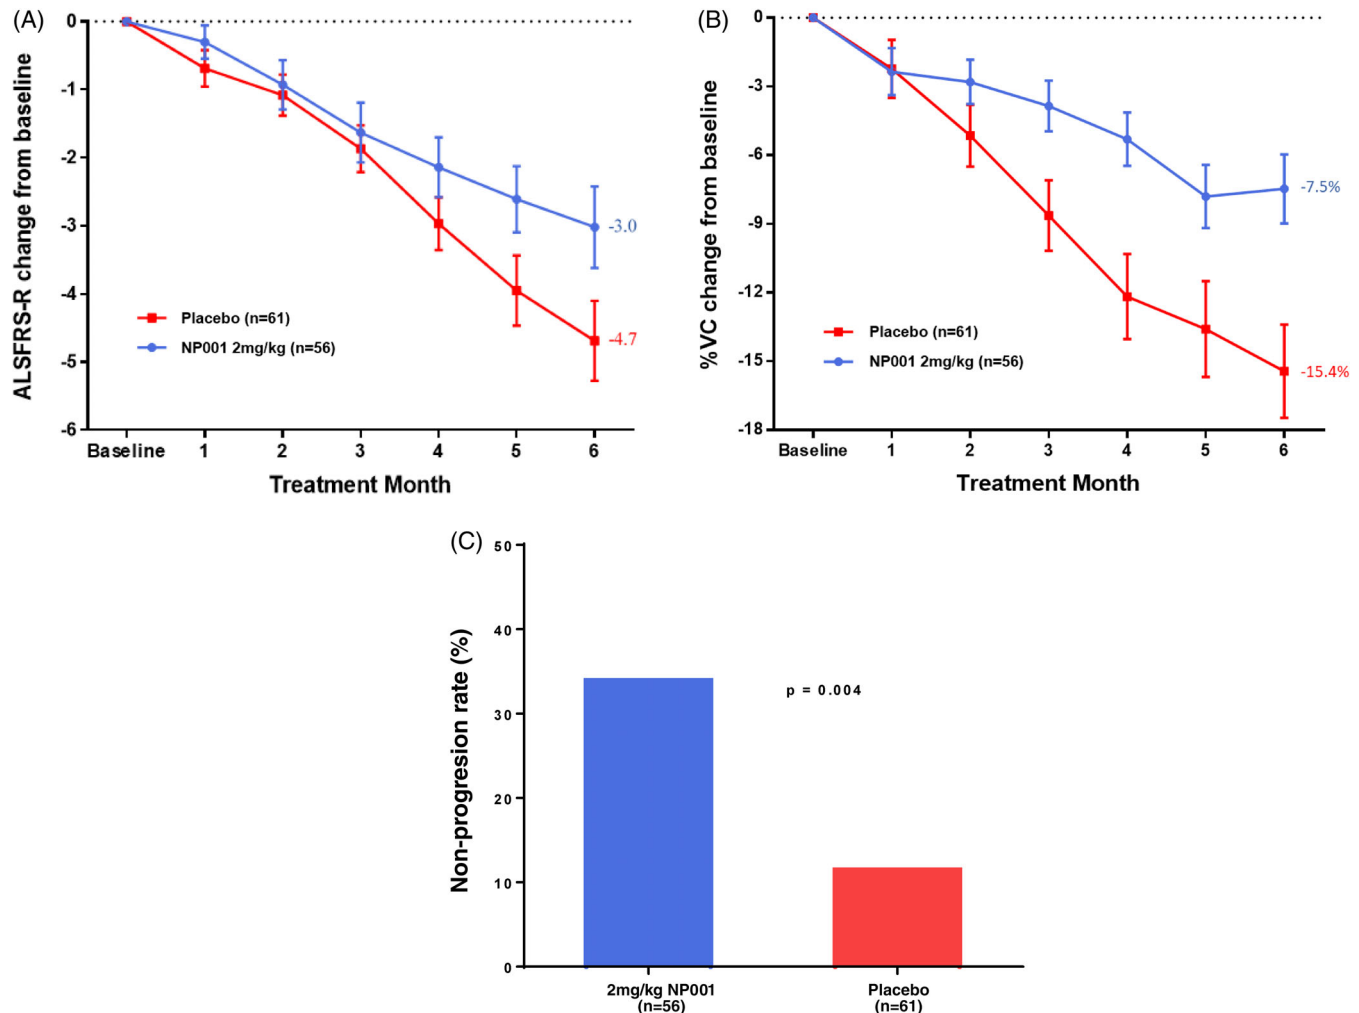 (A)
ALSFRS-R change from baseline
0
-1
-2
-3
-4
-5
-6
-3.0
-4.7
Placebo (n=61)
NP001 2mg/kg (n=56)
Baseline 1 2 3 4 5 6
Treatment Month
(B)
%VC change from baseline
0
-3
-6
-9
-12
-15
-18
-7.5%
-15.4%
Placebo (n=61)
NP001 2mg/kg (n=56)
Baseline 1 2 3 4 5 6
Treatment Month
(C)
Non-progresion rate (%)
50
40
30
20
10
0
p = 0.004
2mg/kg NP001
(n=56)
Placebo
(n=61)